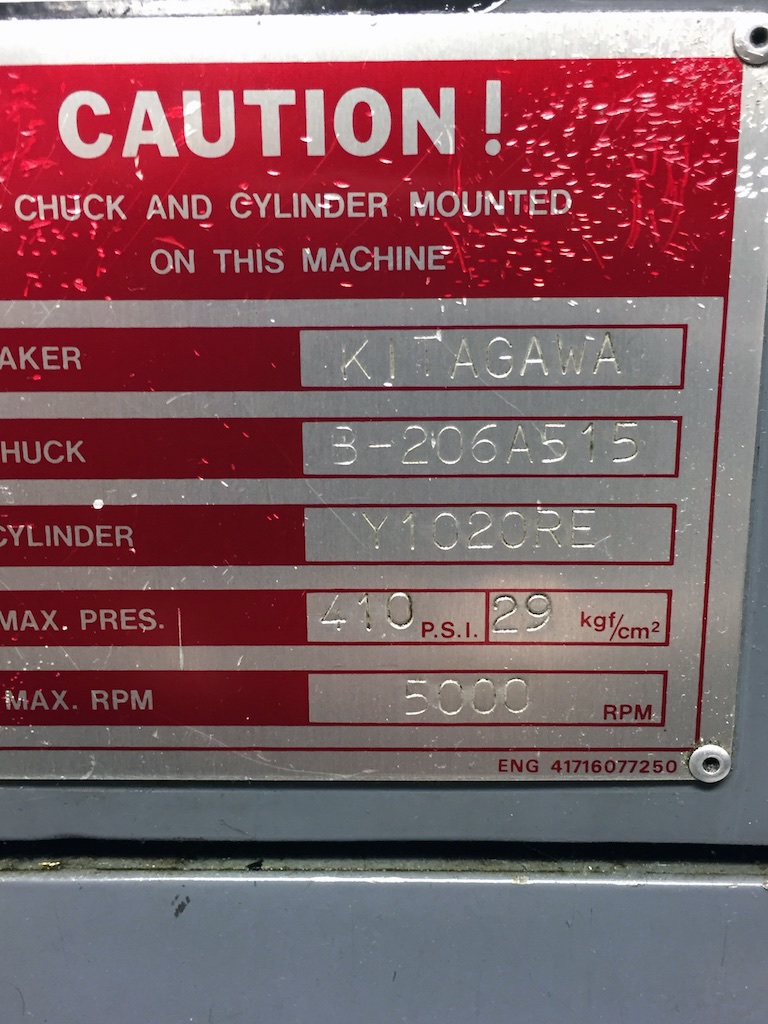 CAUTION!
CHUCK AND CYLINDER MOUNTED
ON THIS MACHINE
AKER KITAGAWA
HUCK B-206A515
CYLINDER Y1020RE
MAX. PRES. 410 P.S.I. 29 kgf/cm²
MAX. RPM 5000 RPM
ENG 41716077250